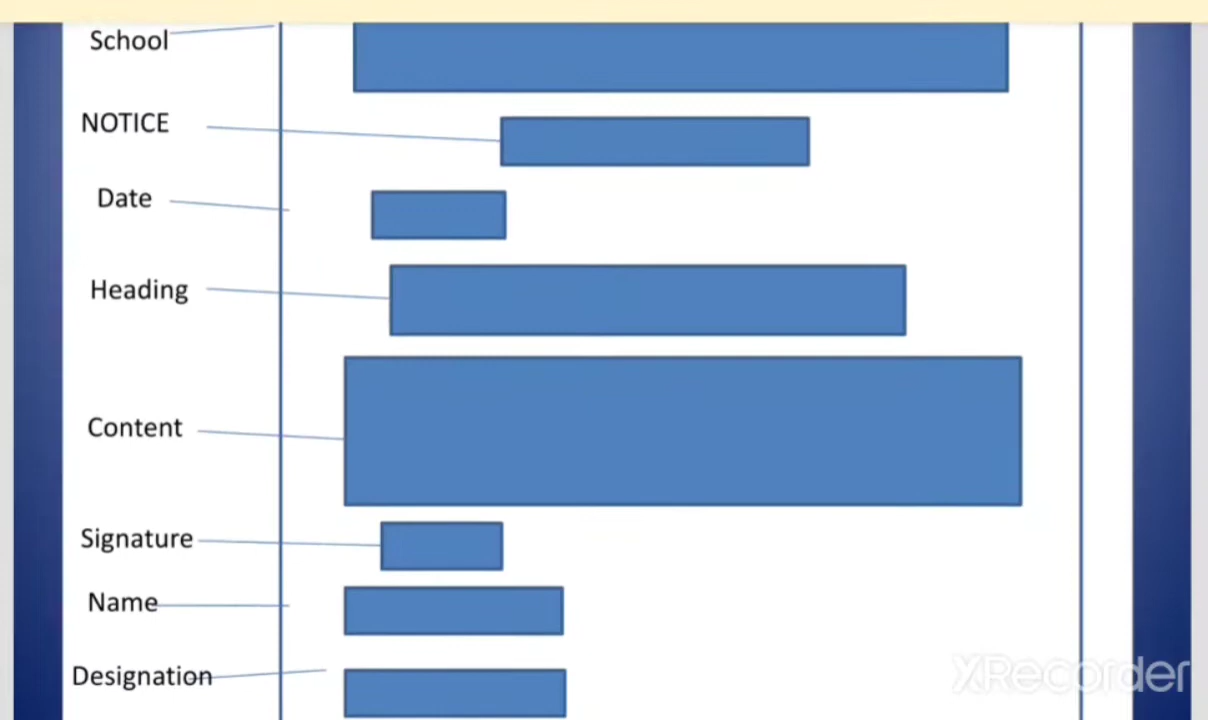 School
NOTICE
Date
Heading
Content
Signature
Name
Designation
XRecorder